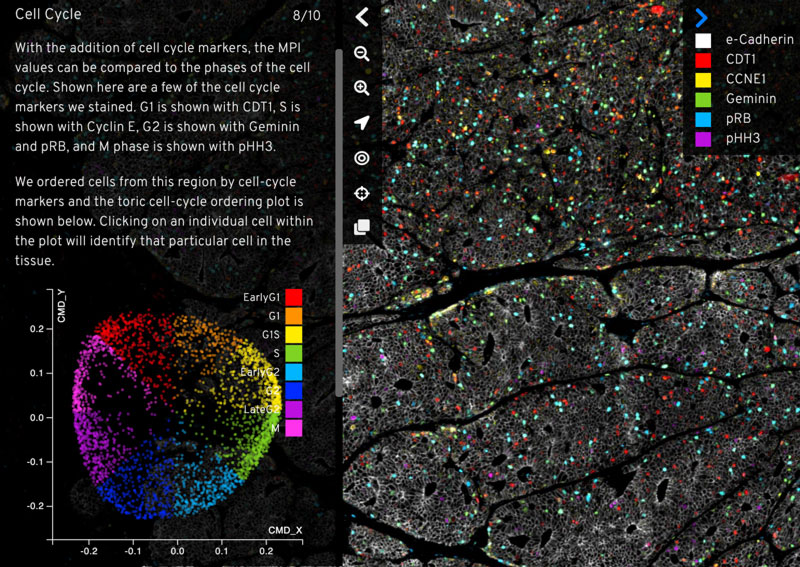 Cell Cycle
8/10
With the addition of cell cycle markers, the MPI
values can be compared to the phases of the cell
cycle. Shown here are a few of the cell cycle
markers we stained. G1 is shown with CDT1, S is
shown with Cyclin E, G2 is shown with Geminin
and pRB, and M phase is shown with pHH3.
We ordered cells from this region by cell-cycle
markers and the toric cell-cycle ordering plot is
shown below. Clicking on an individual cell within
the plot will identify that particular cell in the
tissue.
CMD_Y
0.2
0.1
0.0
-0.1
-0.2
-0.2
-0.1
0.0
0.1
0.2
CMD_X
EarlyG1
G1
G1S
S
EarlyG2
G2
LateG2
M
e-Cadherin
CDT1
CCNE1
Geminin
pRB
pHH3